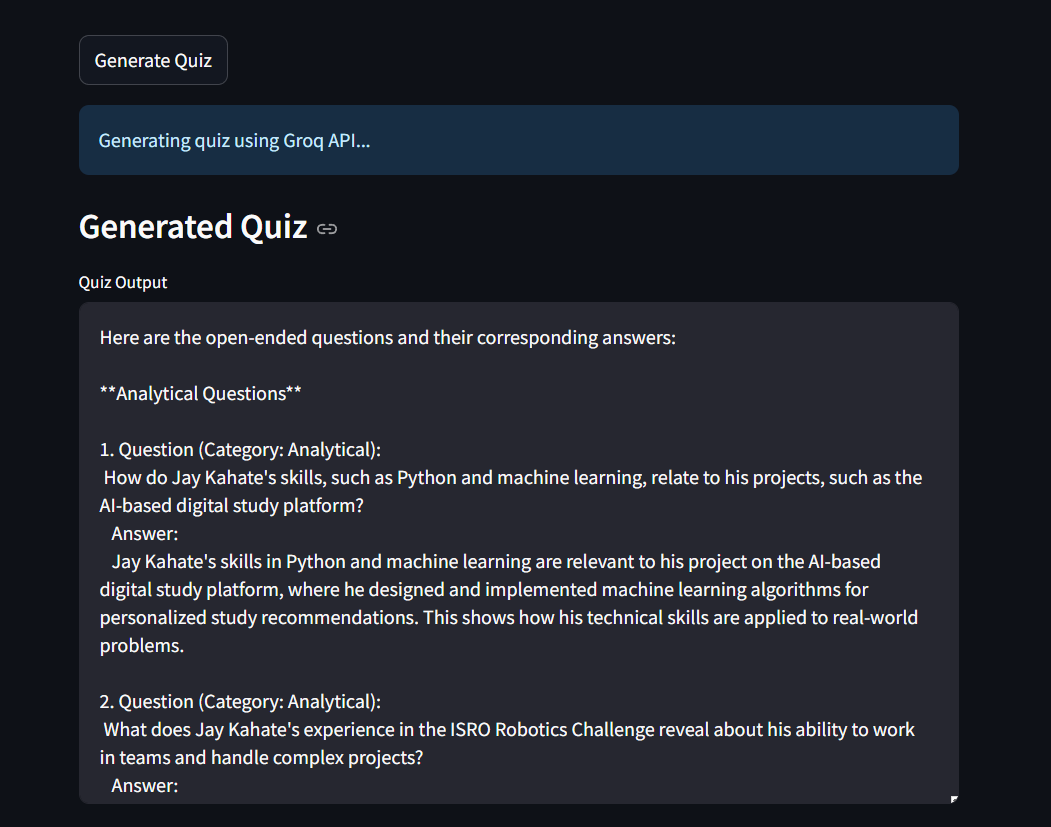 Generate Quiz
Generating quiz using Groq API...
Generated Quiz
Quiz Output
Here are the open-ended questions and their corresponding answers:
**Analytical Questions**
1. Question (Category: Analytical):
How do Jay Kahate's skills, such as Python and machine learning, relate to his projects, such as the
AI-based digital study platform?
Answer:
Jay Kahate's skills in Python and machine learning are relevant to his project on the AI-based
digital study platform, where he designed and implemented machine learning algorithms for
personalized study recommendations. This shows how his technical skills are applied to real-world
problems.
2. Question (Category: Analytical):
What does Jay Kahate's experience in the ISRO Robotics Challenge reveal about his ability to work
in teams and handle complex projects?
Answer: